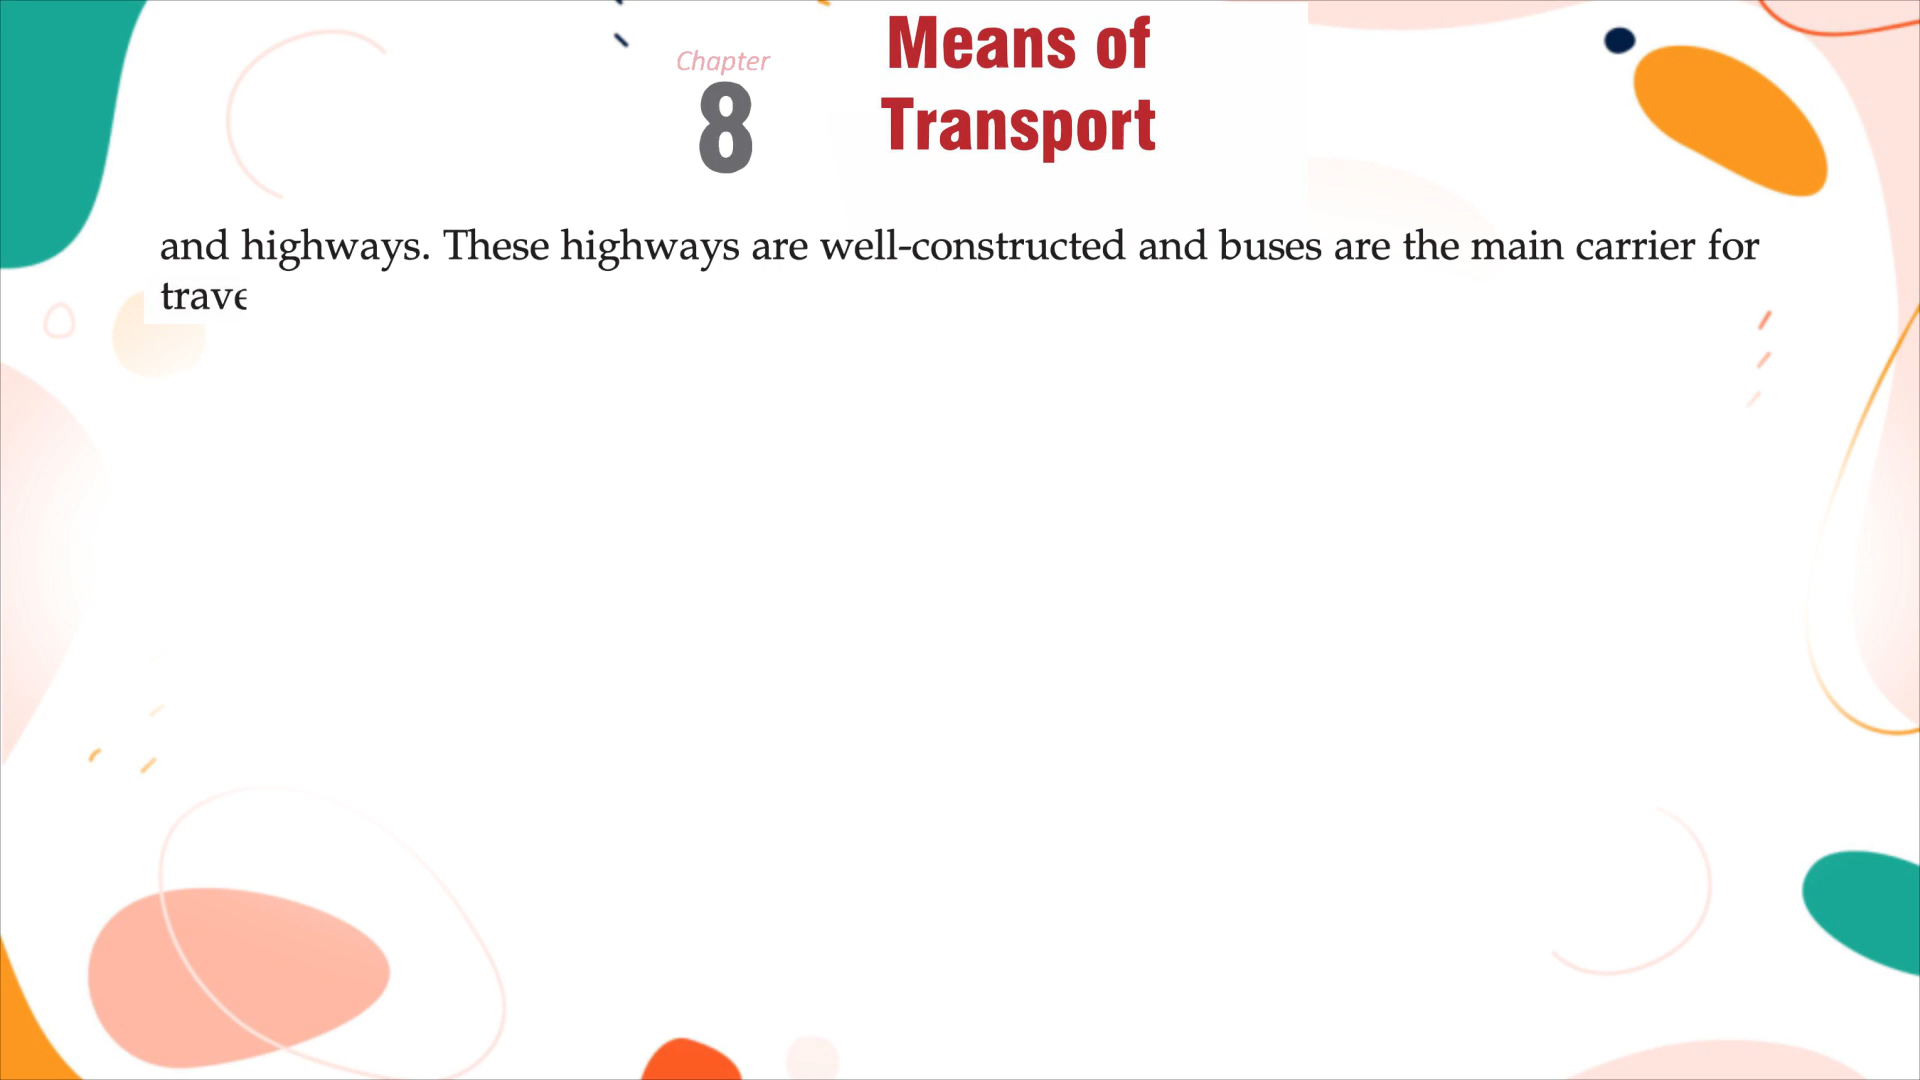 Chapter
8
Means of
Transport
and highways. These highways are well-constructed and buses are the main carrier for
trave